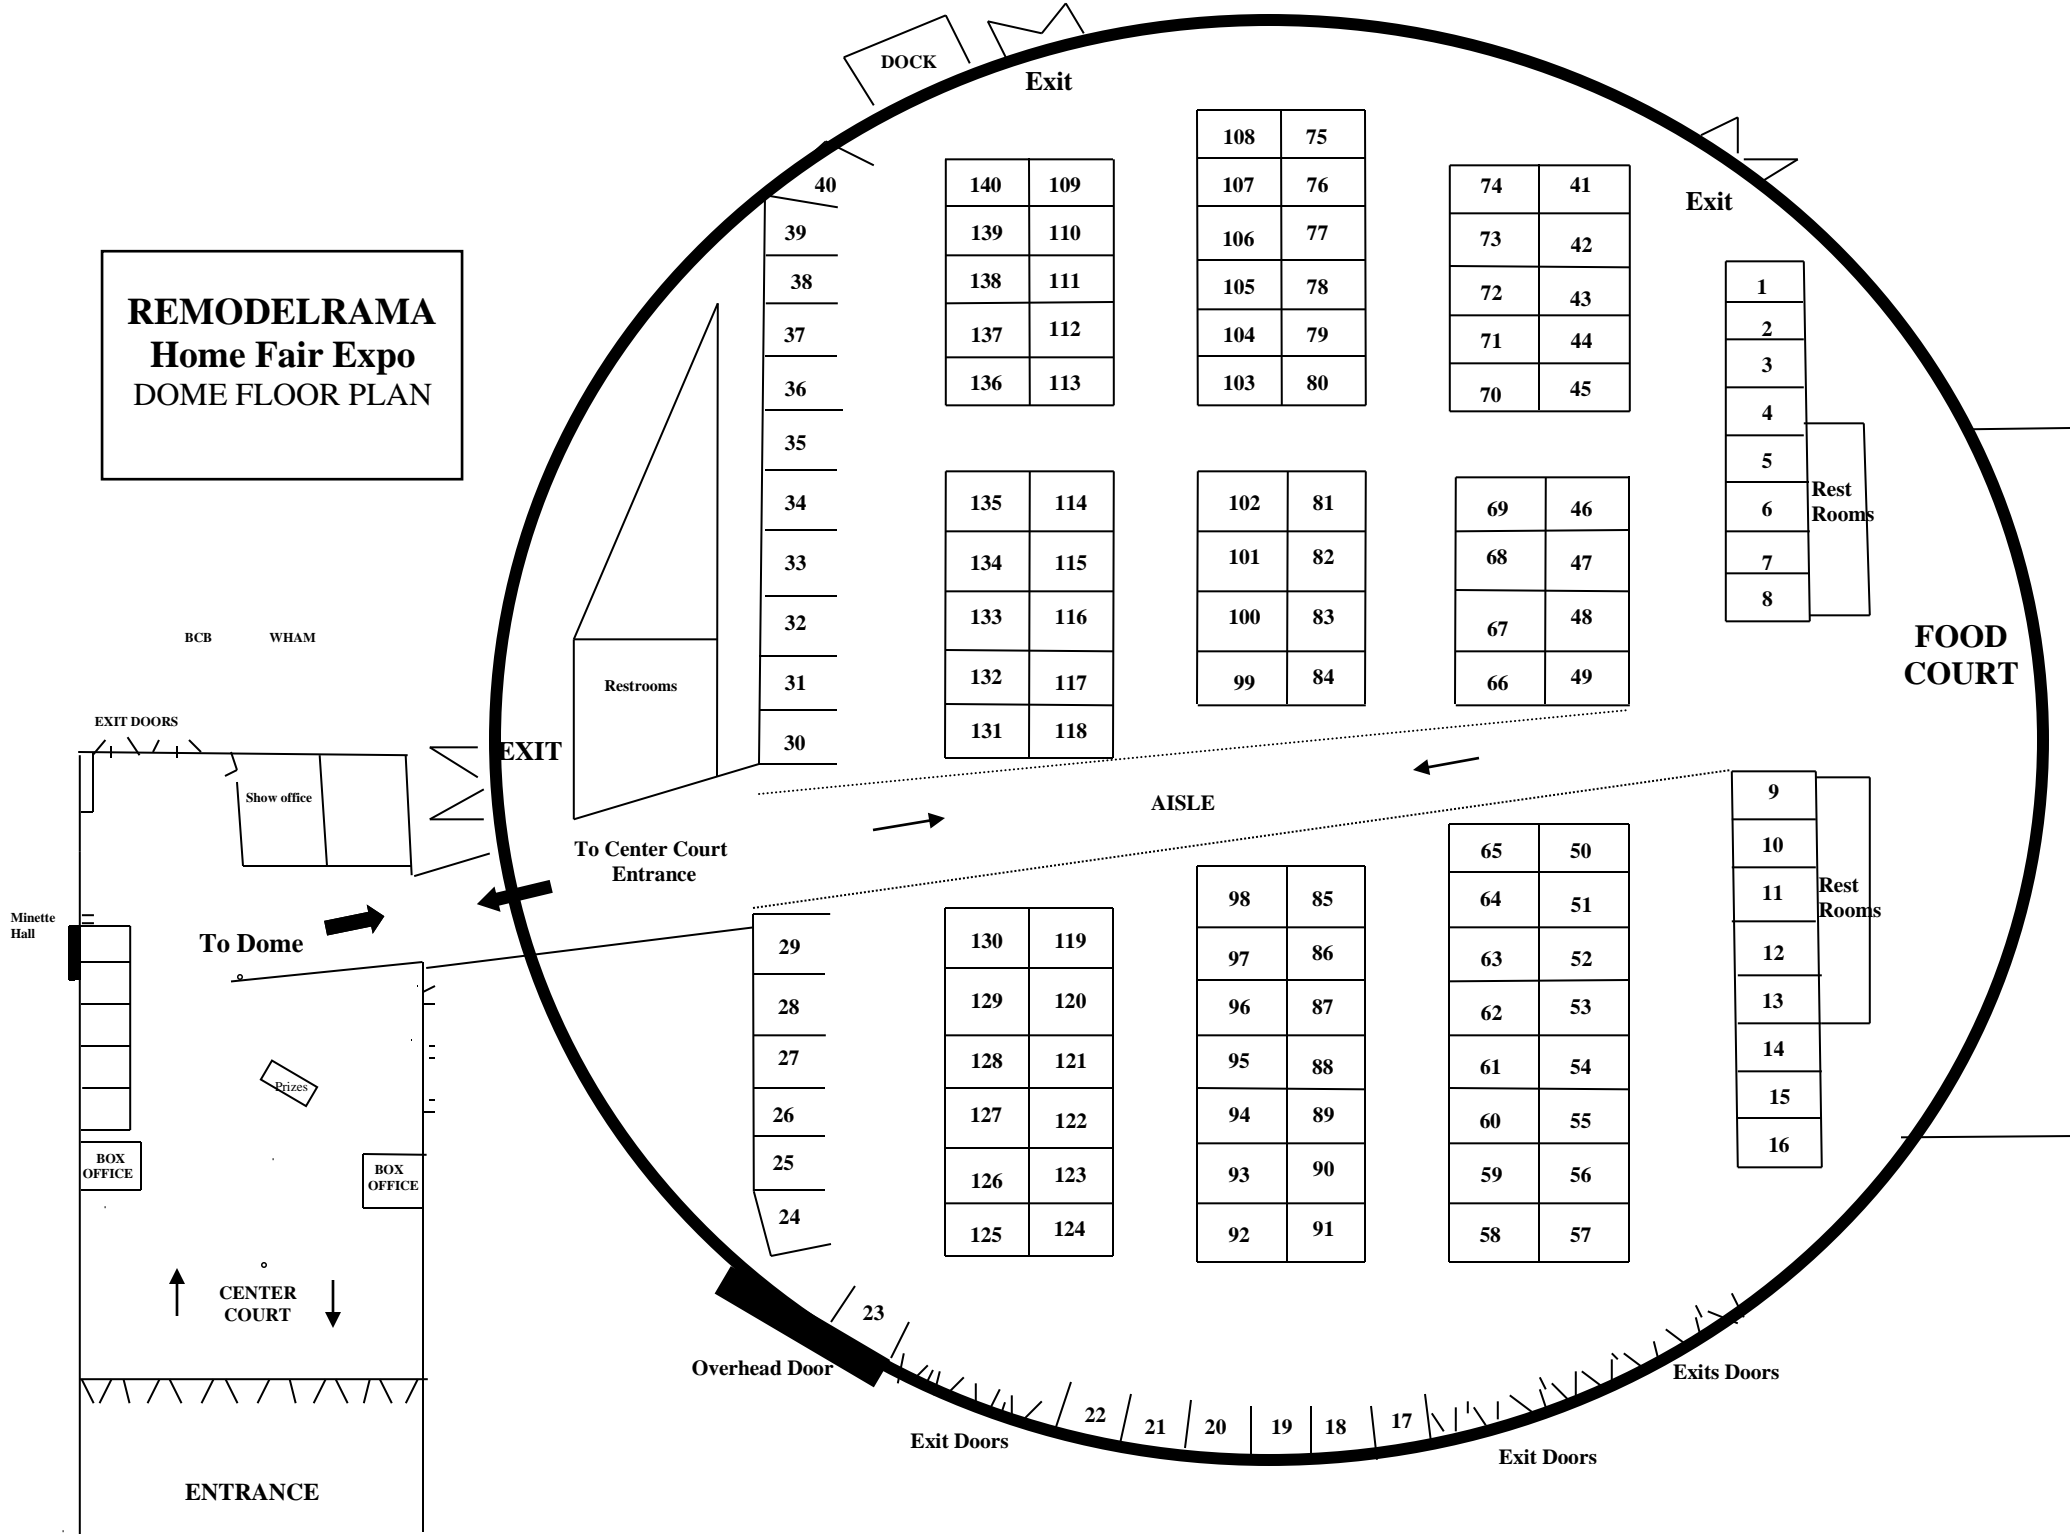 DOCK
Exit
Exit
REMODELRAMA
Home Fair Expo
DOME FLOOR PLAN
40
39
38
37
36
35
34
33
32
31
30
140 109
139 110
138 111
137 112
136 113
108 75
107 76
106 77
105 78
104 79
103 80
74 41
73 42
72 43
71 44
70 45
1
2
3
4
5
6
7
8
Rest
Rooms
135 114
134 115
133 116
132 117
131 118
102 81
101 82
100 83
99 84
69 46
68 47
67 48
66 49
FOOD
COURT
BCB WHAM
Restrooms
EXIT DOORS
EXIT
Show office
AISLE
To Center Court
Entrance
Minette
Hall
To Dome
29
28
27
26
25
24
130 119
129 120
128 121
127 122
126 123
125 124
98 85
97 86
96 87
95 88
94 89
93 90
92 91
65 50
64 51
63 52
62 53
61 54
60 55
59 56
58 57
9
10
11
12
13
14
15
16
Rest
Rooms
Prizes
BOX
OFFICE
BOX
OFFICE
CENTER
COURT
23
Overhead Door
Exits Doors
22 21 20 19 18 17
Exit Doors
Exit Doors
ENTRANCE